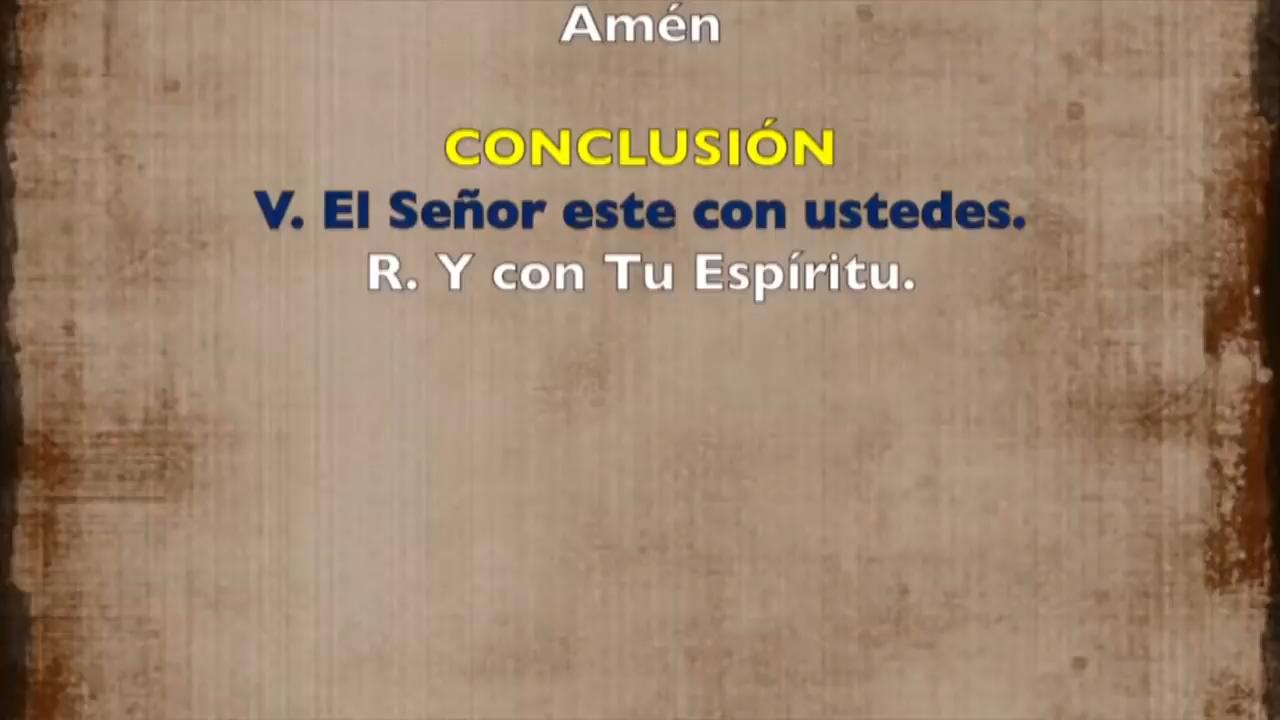 Amén
CONCLUSIÓN
V. El Señor este con ustedes.
R. Y con Tu Espíritu.